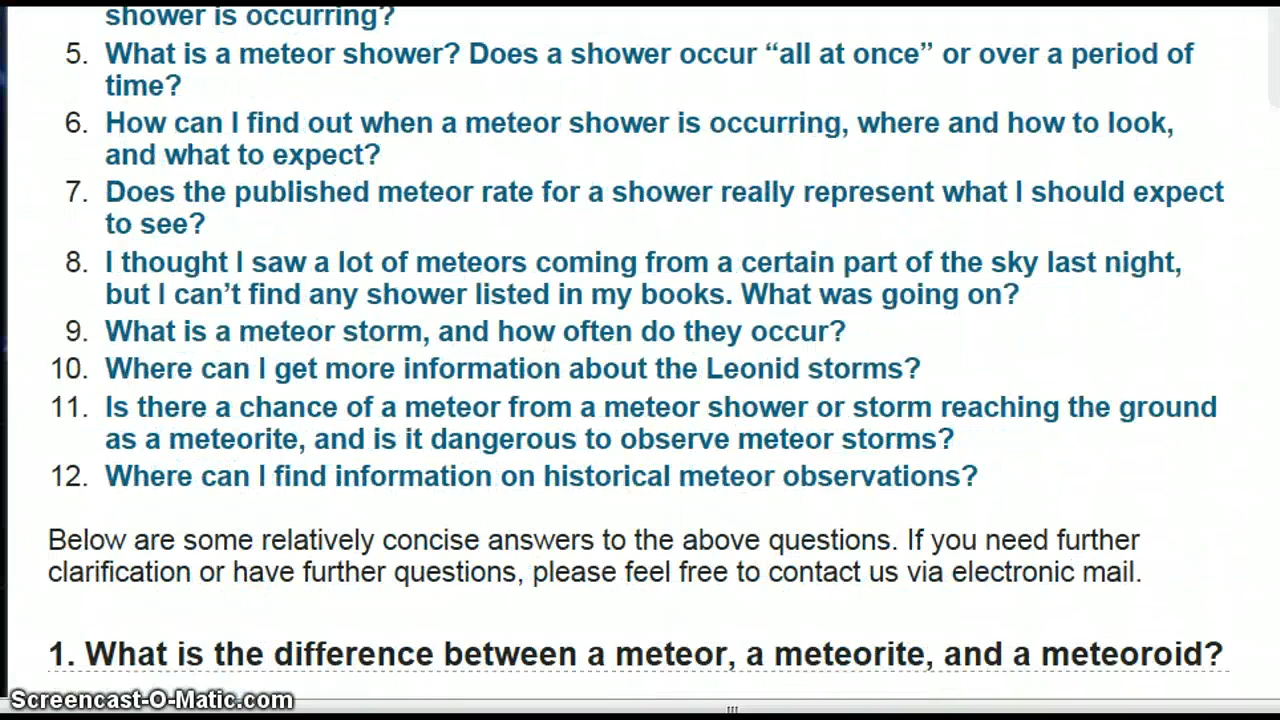 shower is occurring?
5. What is a meteor shower? Does a shower occur “all at once” or over a period of
time?
6. How can I find out when a meteor shower is occurring, where and how to look,
and what to expect?
7. Does the published meteor rate for a shower really represent what I should expect
to see?
8. I thought I saw a lot of meteors coming from a certain part of the sky last night,
but I can’t find any shower listed in my books. What was going on?
9. What is a meteor storm, and how often do they occur?
10. Where can I get more information about the Leonid storms?
11. Is there a chance of a meteor from a meteor shower or storm reaching the ground
as a meteorite, and is it dangerous to observe meteor storms?
12. Where can I find information on historical meteor observations?
Below are some relatively concise answers to the above questions. If you need further
clarification or have further questions, please feel free to contact us via electronic mail.
1. What is the difference between a meteor, a meteorite, and a meteoroid?
Screencast-O-Matic.com